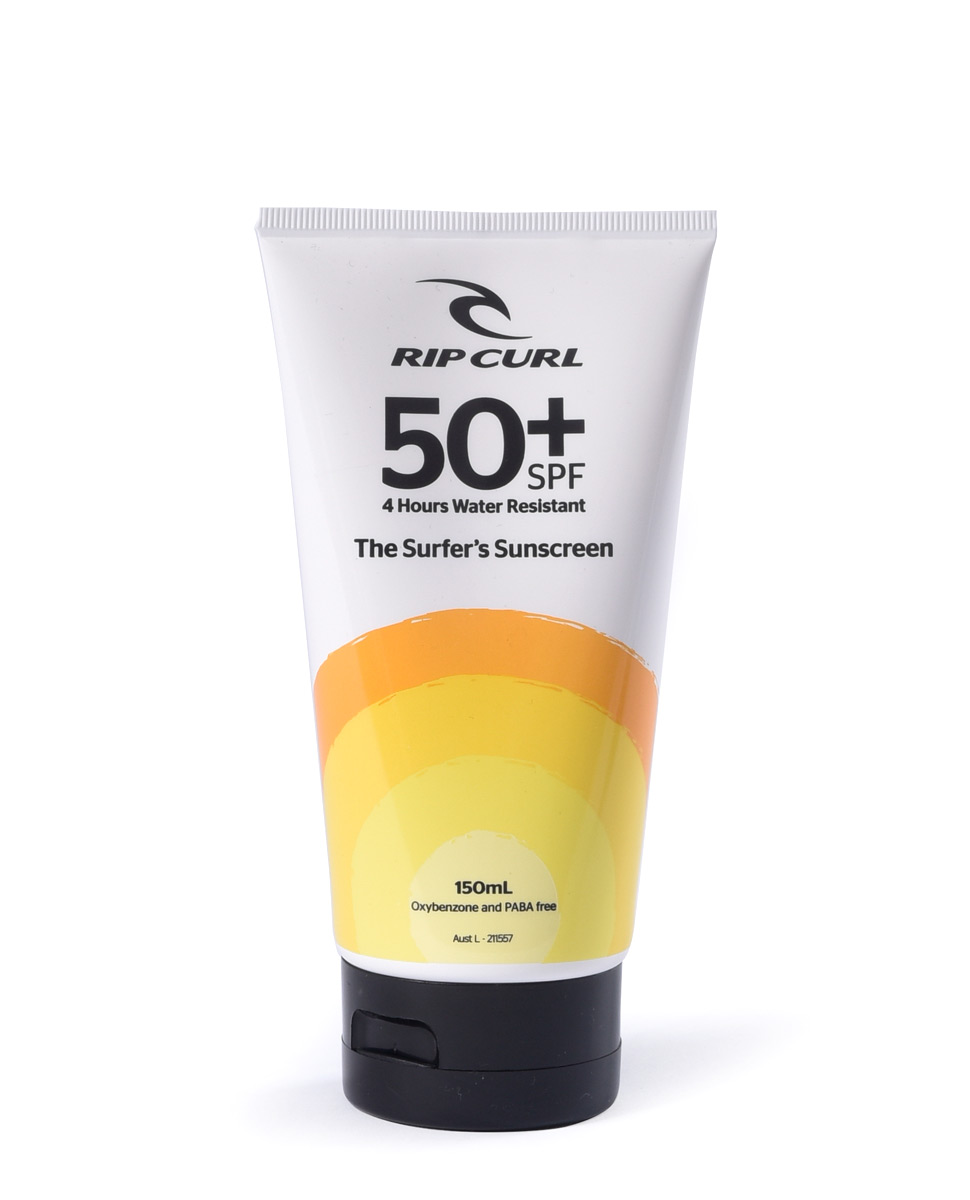 RIP CURL
50+
SPF
4 Hours Water Resistant
The Surfer's Sunscreen
150mL
Oxybenzone and PABA free
Aust L · 211557